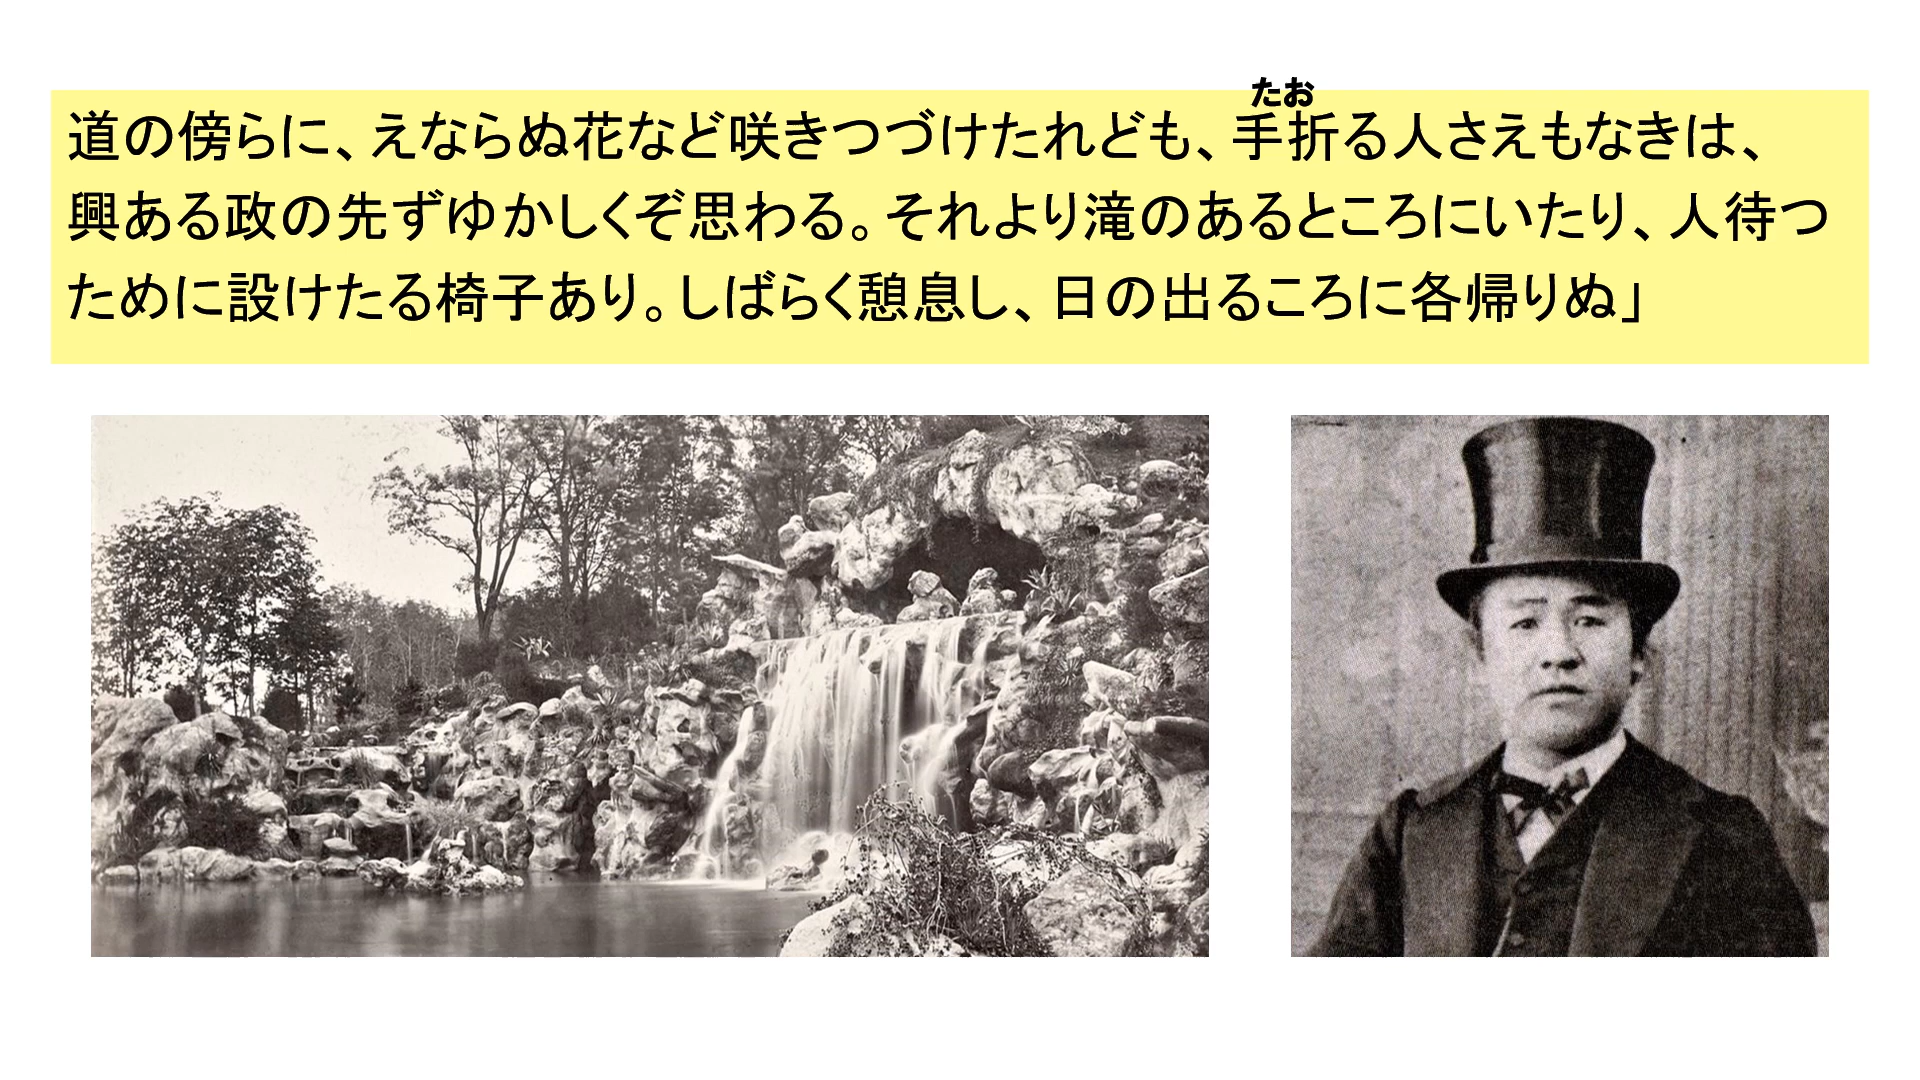 たお
道の傍らに、えならぬ花など咲きつづけたれども、手折る人さえもなきは、
興ある政の先ずゆかしくぞ思わる。それより滝のあるところにいたり、人待つ
ために設けたる椅子あり。しばらく憩息し、日の出るころに各帰りぬ」